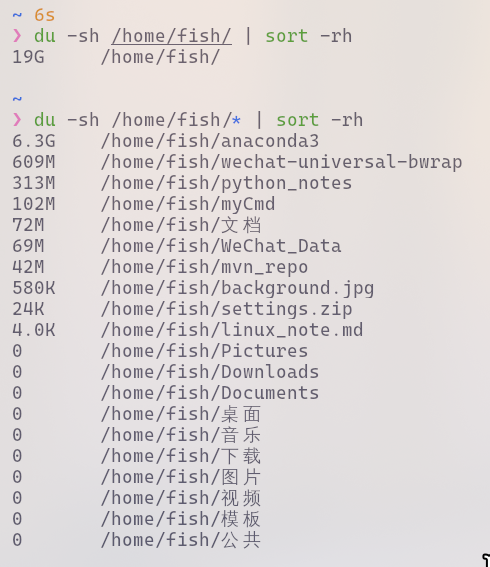 ~ 6s
❯ du -sh /home/fish/ | sort -rh
19G     /home/fish/
~
❯ du -sh /home/fish/* | sort -rh
6.3G    /home/fish/anaconda3
609M    /home/fish/wechat-universal-bwrap
313M    /home/fish/python_notes
102M    /home/fish/myCmd
72M     /home/fish/文档
69M     /home/fish/WeChat_Data
42M     /home/fish/mvn_repo
580K    /home/fish/background.jpg
24K     /home/fish/settings.zip
4.0K    /home/fish/linux_note.md
0       /home/fish/Pictures
0       /home/fish/Downloads
0       /home/fish/Documents
0       /home/fish/桌面
0       /home/fish/音乐
0       /home/fish/下载
0       /home/fish/图片
0       /home/fish/视频
0       /home/fish/模板
0       /home/fish/公共